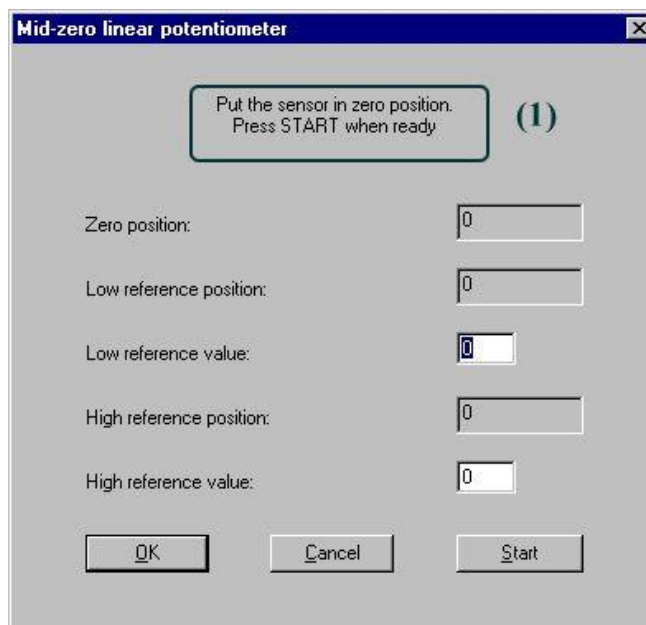 Mid-zero linear potentiometer
Put the sensor in zero position.
Press START when ready
(1)
Zero position: 0
Low reference position: 0
Low reference value: 0
High reference position: 0
High reference value: 0
OK Cancel Start